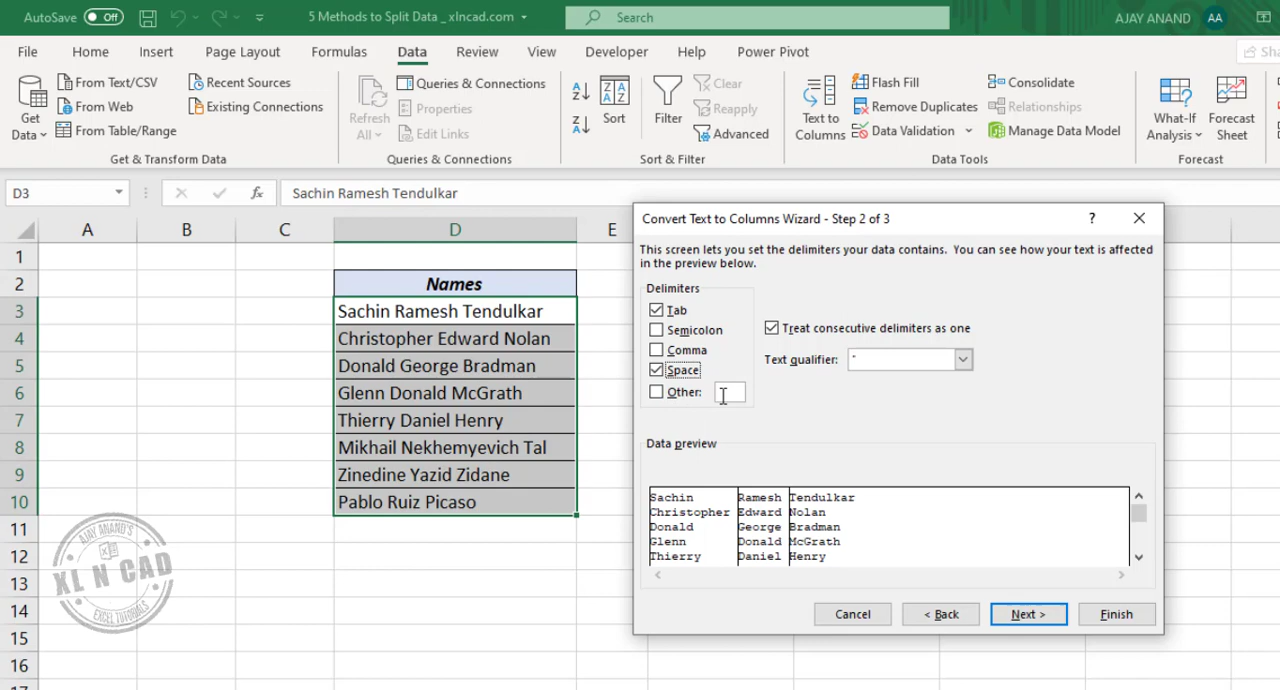 AutoSave Off 5 Methods to Split Data _ xlncad.com Search AJAY ANAND AA
File Home Insert Page Layout Formulas Data Review View Developer Help Power Pivot Sha
Get Data
From Text/CSV
From Web
From Table/Range
Recent Sources
Existing Connections
Get & Transform Data
Refresh All
Queries & Connections
Properties
Edit Links
Queries & Connections
Sort
Filter
Clear
Reapply
Advanced
Sort & Filter
Text to Columns
Flash Fill
Remove Duplicates
Data Validation
Consolidate
Relationships
Manage Data Model
Data Tools
What-If Analysis
Forecast Sheet
Forecast
D3 fx Sachin Ramesh Tendulkar
A B C D E
1
2 Names
3 Sachin Ramesh Tendulkar
4 Christopher Edward Nolan
5 Donald George Bradman
6 Glenn Donald McGrath
7 Thierry Daniel Henry
8 Mikhail Nekhemyevich Tal
9 Zinedine Yazid Zidane
10 Pablo Ruiz Picaso
11
12
13
14
15
16
AJAY ANAND'S
XL N CAD
EXCEL TUTORIALS
Convert Text to Columns Wizard - Step 2 of 3 ?
This screen lets you set the delimiters your data contains. You can see how your text is affected
in the preview below.
Delimiters
Tab
Semicolon
Comma
Space
Other:
Treat consecutive delimiters as one
Text qualifier: "
Data preview
Sachin Ramesh Tendulkar
Christopher Edward Nolan
Donald George Bradman
Glenn Donald McGrath
Thierry Daniel Henry
Cancel < Back Next > Finish